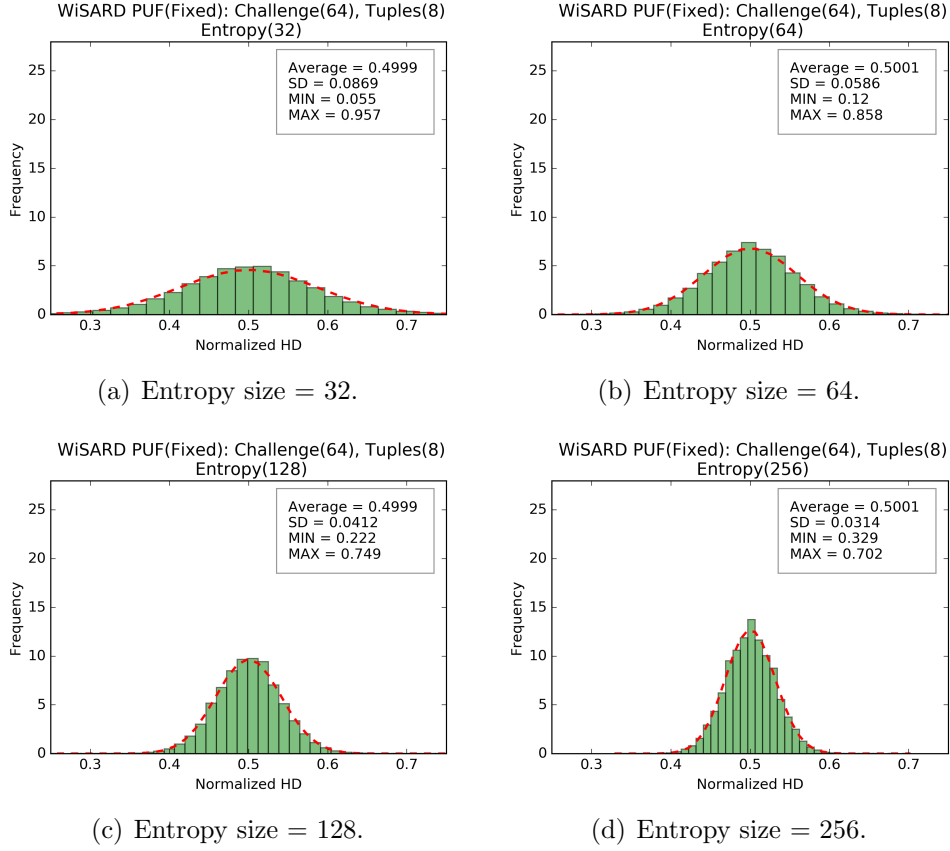 WiSARD PUF(Fixed): Challenge(64), Tuples(8)
Entropy(32)
Average = 0.4999
SD = 0.0869
MIN = 0.055
MAX = 0.957
Frequency
25
20
15
10
5
0
0.3 0.4 0.5 0.6 0.7
Normalized HD
(a) Entropy size = 32.
WiSARD PUF(Fixed): Challenge(64), Tuples(8)
Entropy(64)
Average = 0.5001
SD = 0.0586
MIN = 0.12
MAX = 0.858
Frequency
25
20
15
10
5
0
0.3 0.4 0.5 0.6 0.7
Normalized HD
(b) Entropy size = 64.
WiSARD PUF(Fixed): Challenge(64), Tuples(8)
Entropy(128)
Average = 0.4999
SD = 0.0412
MIN = 0.222
MAX = 0.749
Frequency
25
20
15
10
5
0
0.3 0.4 0.5 0.6 0.7
Normalized HD
(c) Entropy size = 128.
WiSARD PUF(Fixed): Challenge(64), Tuples(8)
Entropy(256)
Average = 0.5001
SD = 0.0314
MIN = 0.329
MAX = 0.702
Frequency
25
20
15
10
5
0
0.3 0.4 0.5 0.6 0.7
Normalized HD
(d) Entropy size = 256.